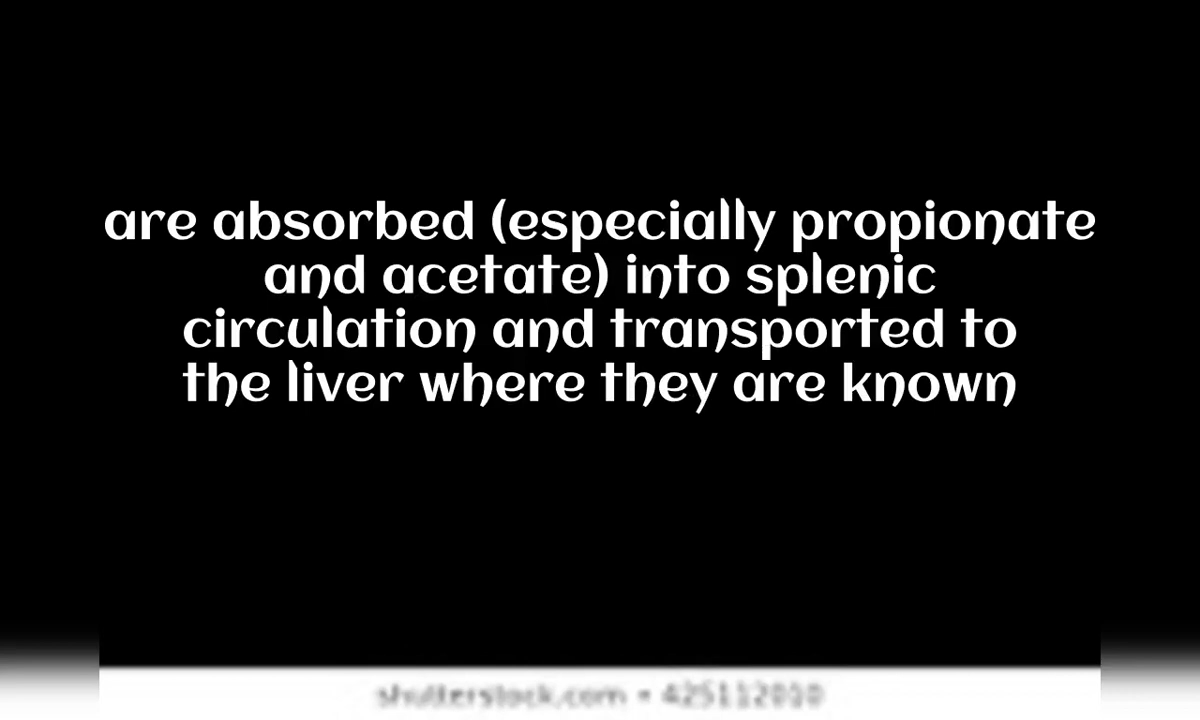 are absorbed (especially propionate
and acetate) into splenic
circulation and transported to
the liver where they are known
shutterstock.com • 425112010